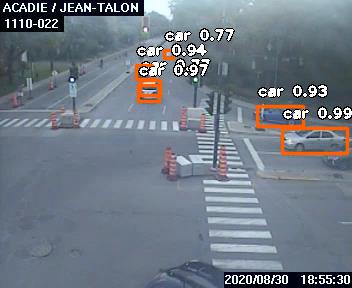 ACADIE / JEAN-TALON
1110-022
car 0.77
car 0.94
car 0.97
car 0.93
car 0.99
2020/08/30 18:55:30